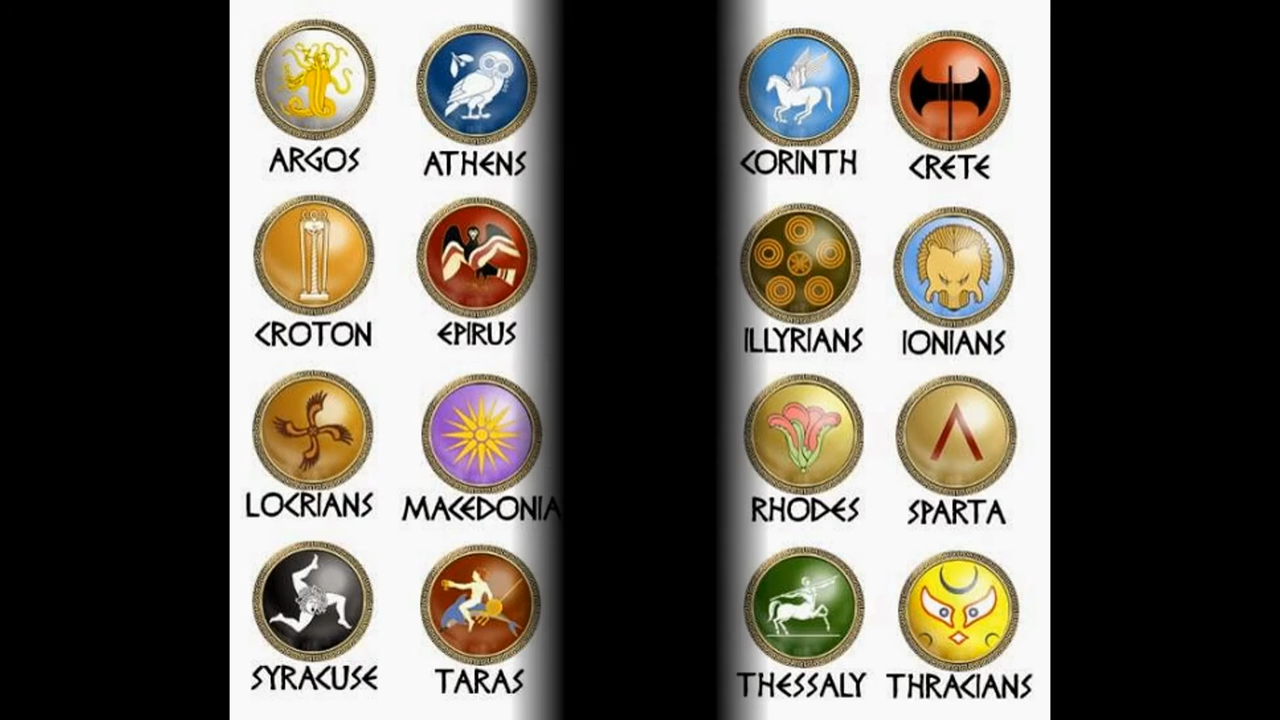 ARGOS ATHENS CORINTH CRETE
CROTON EPIRUS ILLYRIANS IONIANS
LOCRIANS MACEDONIA RHODES SPARTA
SYRACUSE TARAS THESSALY THRACIANS